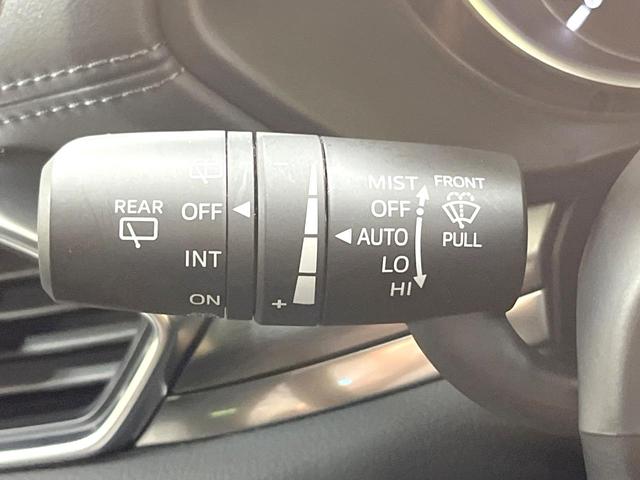 REAR
OFF
INT
ON
−
+
MIST
OFF
AUTO
LO
HI
FRONT
PULL